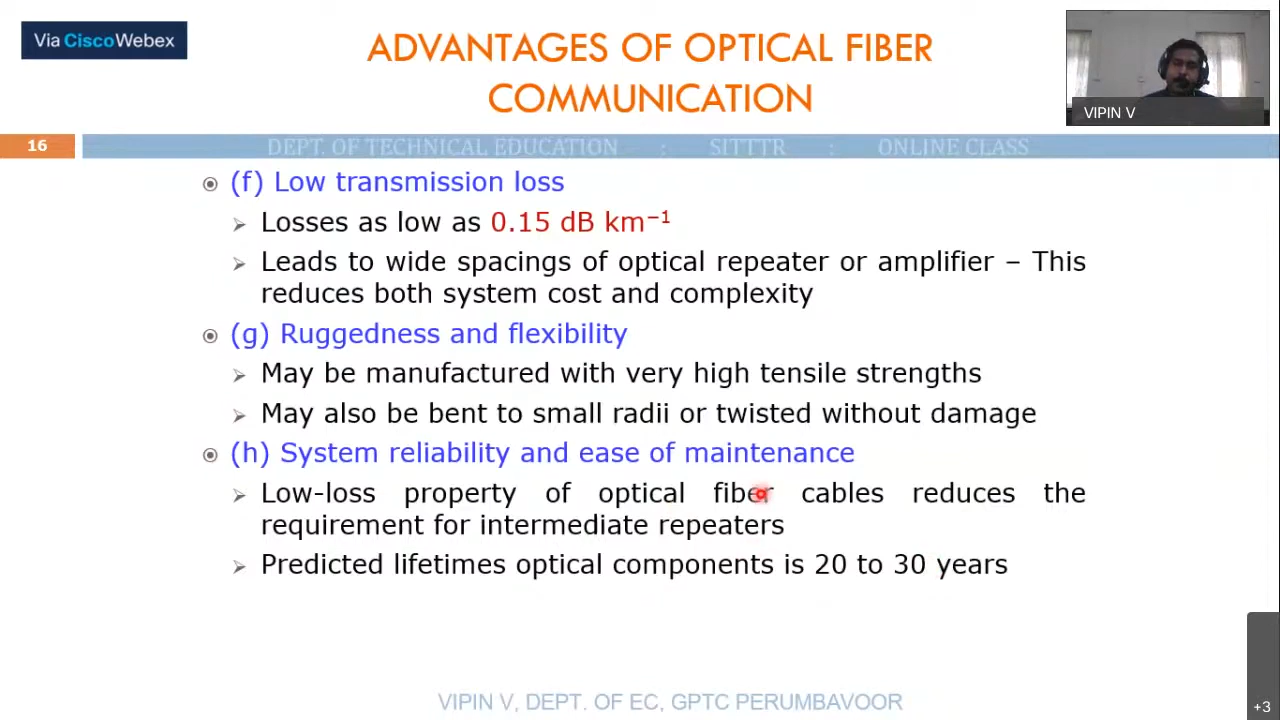 Via Cisco Webex
ADVANTAGES OF OPTICAL FIBER
COMMUNICATION
VIPIN V
16
DEPT. OF TECHNICAL EDUCATION : SITTTR : ONLINE CLASS
(f) Low transmission loss
Losses as low as 0.15 dB km⁻¹
Leads to wide spacings of optical repeater or amplifier – This
reduces both system cost and complexity
(g) Ruggedness and flexibility
May be manufactured with very high tensile strengths
May also be bent to small radii or twisted without damage
(h) System reliability and ease of maintenance
Low-loss property of optical fiber cables reduces the
requirement for intermediate repeaters
Predicted lifetimes optical components is 20 to 30 years
VIPIN V, DEPT. OF EC, GPTC PERUMBAVOOR
+3